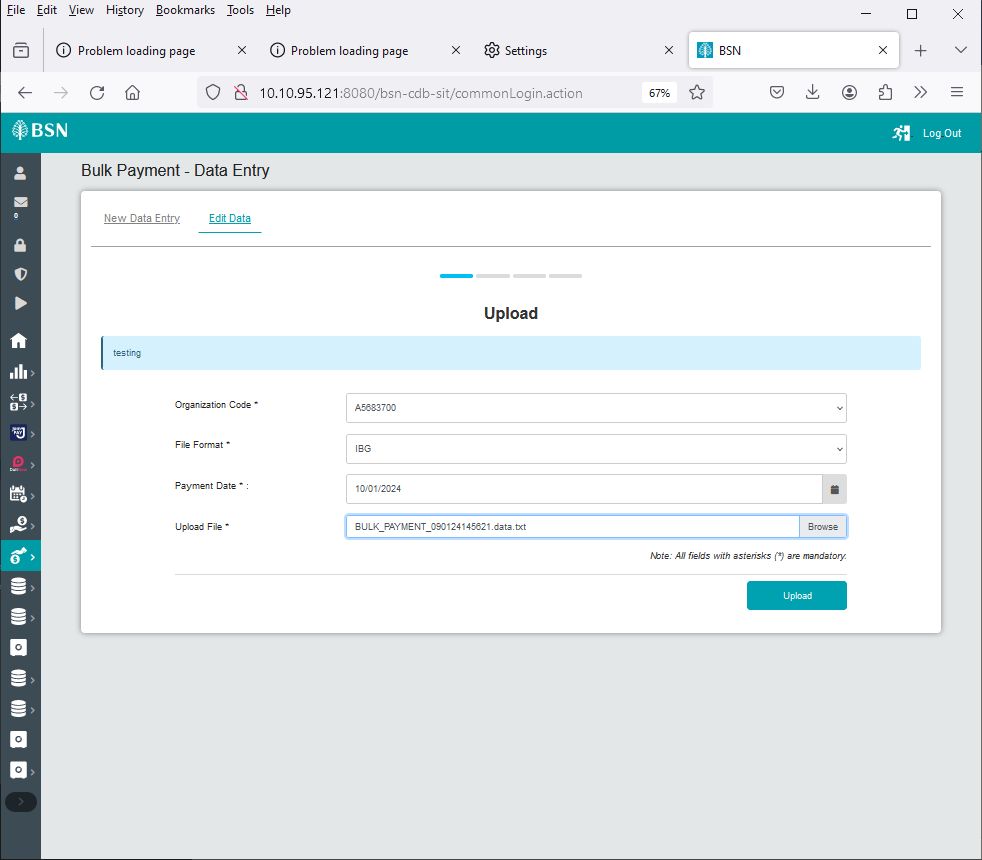 File Edit View History Bookmarks Tools Help
Problem loading page
Problem loading page
Settings
BSN
10.10.95.121:8080/bsn-cdb-sit/commonLogin.action
67%
BSN
Log Out
0
Bulk Payment - Data Entry
New Data Entry
Edit Data
Upload
testing
Organization Code *
A5683700
File Format *
IBG
Payment Date * :
10/01/2024
Upload File *
BULK_PAYMENT_090124145621.data.txt
Browse
Note: All fields with asterisks (*) are mandatory.
Upload